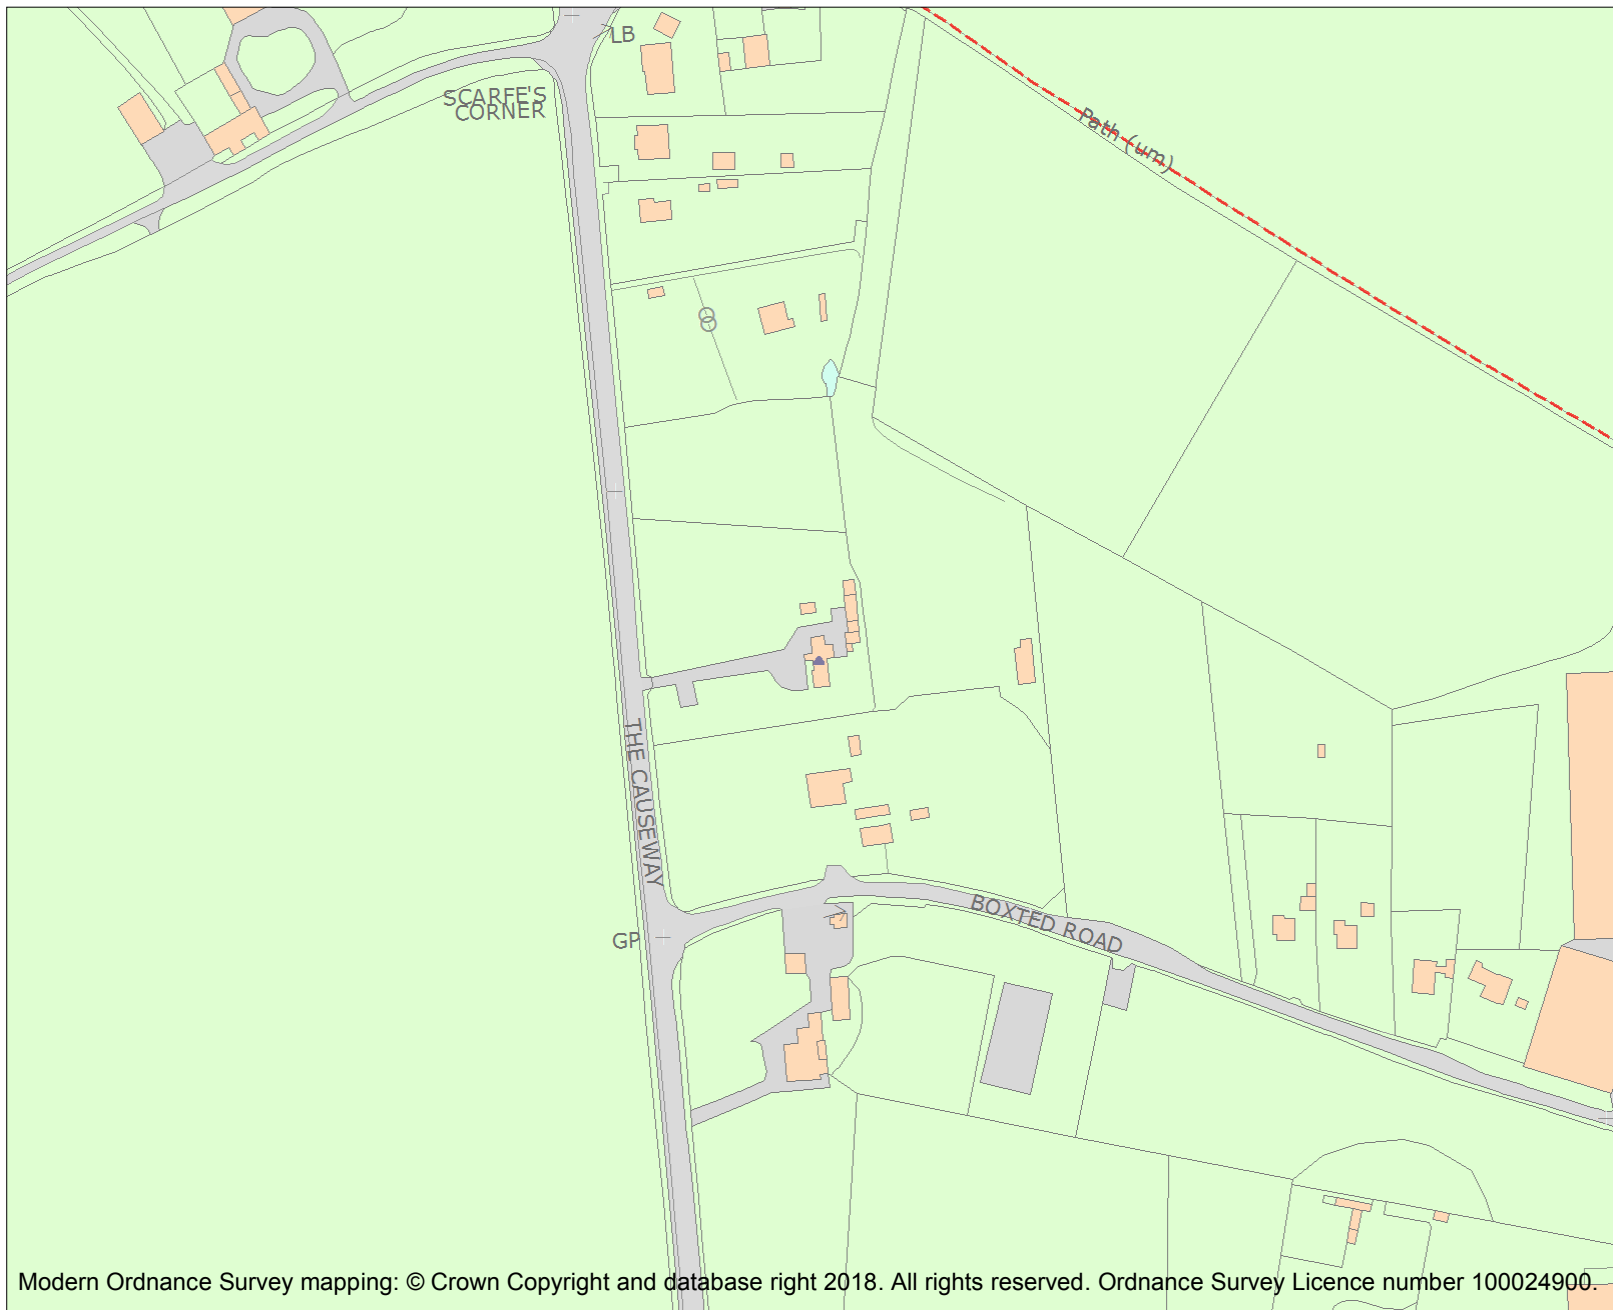 LB
SCARFE'S
CORNER
Path (um)
THE CAUSEWAY
BOXTED ROAD
GP
Modern Ordnance Survey mapping: © Crown Copyright and database right 2018. All rights reserved. Ordnance Survey Licence number 100024900.